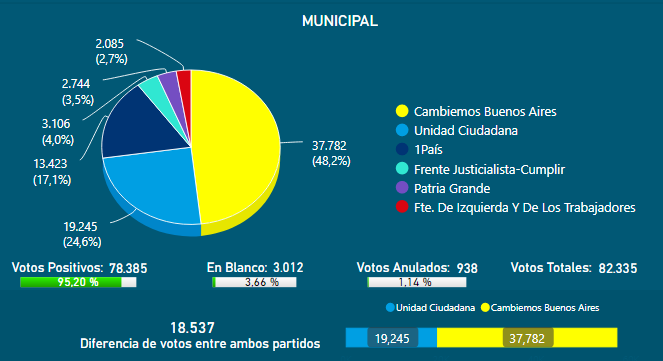 MUNICIPAL
2.085
(2,7%)
2.744
(3,5%)
3.106
(4,0%)
13.423
(17,1%)
19.245
(24,6%)
37.782
(48,2%)
Cambiemos Buenos Aires
Unidad Ciudadana
1País
Frente Justicialista-Cumplir
Patria Grande
Fte. De Izquierda Y De Los Trabajadores
Votos Positivos: 78.385
95,20 %
En Blanco: 3.012
3,66 %
Votos Anulados: 938
1,14 %
Votos Totales: 82.335
Unidad Ciudadana Cambiemos Buenos Aires
18.537
Diferencia de votos entre ambos partidos
19,245 37,782